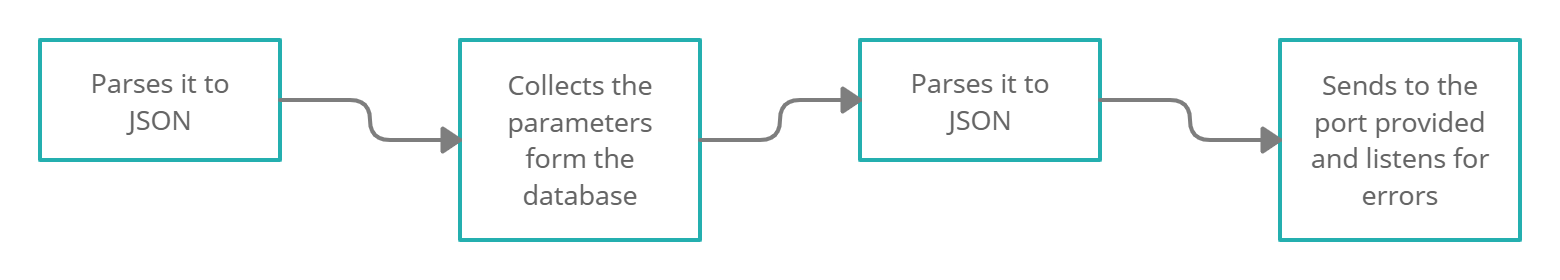 Parses it to
JSON
Collects the
parameters
form the
database
Parses it to
JSON
Sends to the
port provided
and listens for
errors